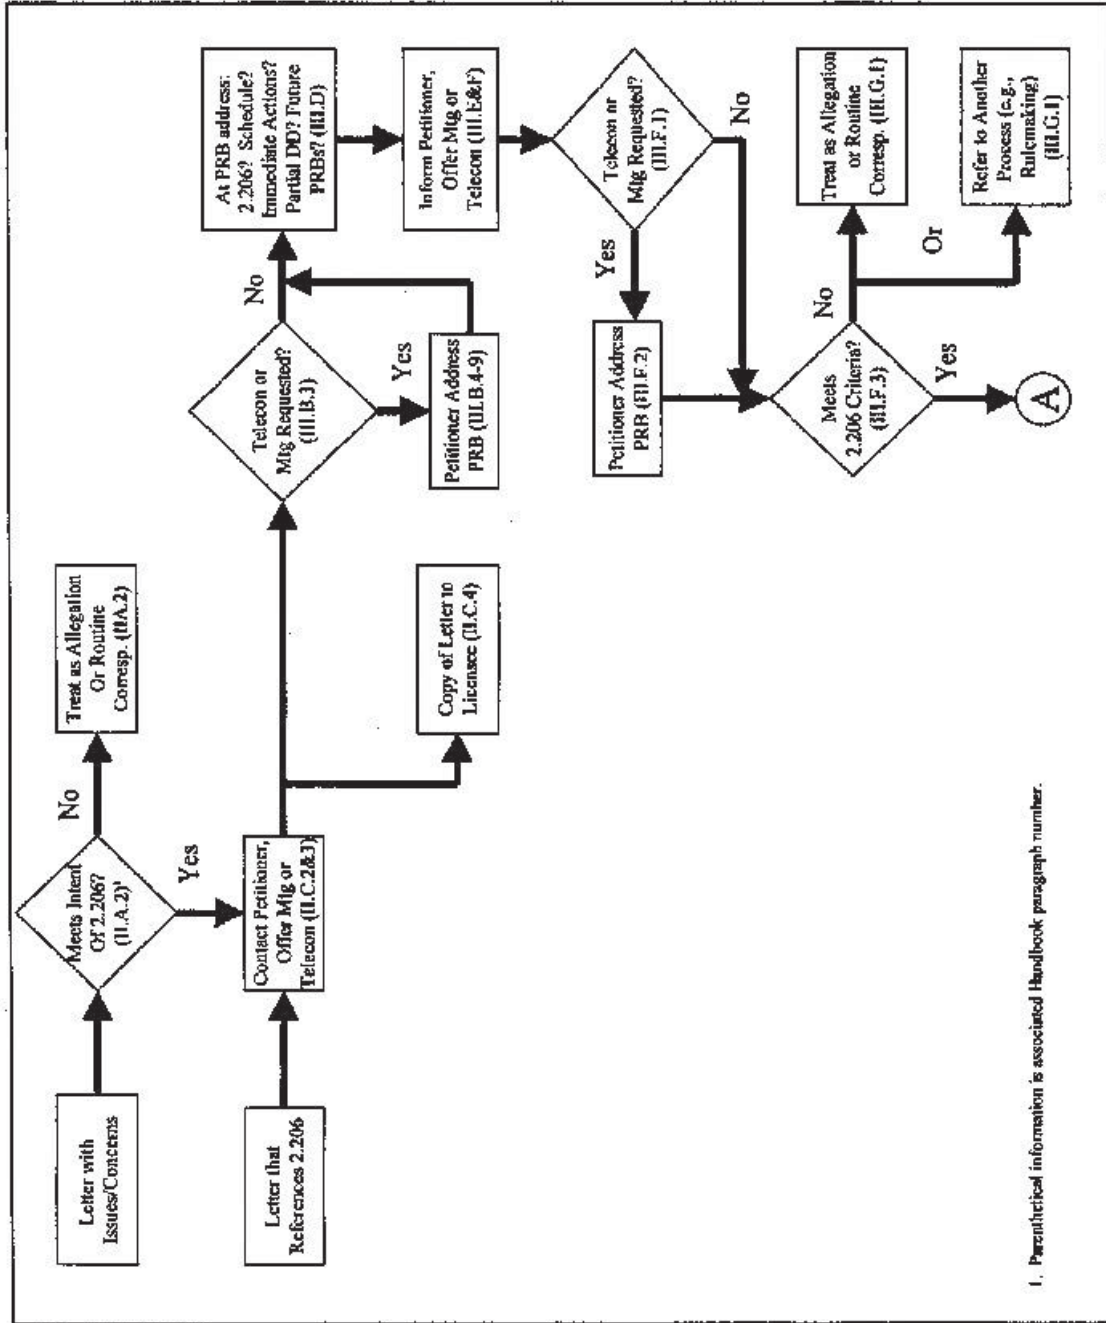 Letter with
Issues/Concerns
Meets Intent
Of 2.206?
(II.A.2)¹
No
Treat as Allegation
Or Routine
Corresp. (IIA.2)
Yes
Letter that
References 2.206
Contact Petitioner,
Offer Mtg or
Telecon (II.C.2&3)
Copy of Letter to
Licensee (II.C.4)
Telecon or
Mtg Requested?
(III.B.3)
No
Yes
Petitioner Address
PRB (III.B.4-9)
At PRB address:
2.206? Schedule?
Immediate Actions?
Partial DD? Future
PRBs? (III.D)
Inform Petitioner,
Offer Mtg or
Telecon (III.E&F)
Telecon or
Mtg Requested?
(III.F.1)
Yes
No
Petitioner Address
PRB (III.F.2)
Meets
2.206 Criteria?
(III.F.3)
No
Treat as Allegation
or Routine
Corresp. (III.G.1)
Or
Refer to Another
Process (e.g.,
Rulemaking)
(III.G.1)
Yes
A
1. Parenthetical information is associated Handbook paragraph number.